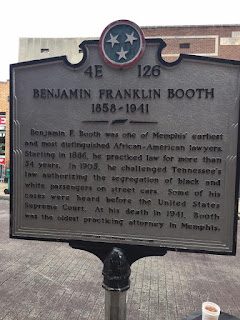 4E 126
BENJAMIN FRANKLIN BOOTH
1858-1941
Benjamin F. Booth was one of Memphis' earliest
and most distinguished African-American lawyers.
Starting in 1886, he practiced law for more than
54 years. In 1905, he challenged Tennessee's
law authorizing the segregation of black and
white passengers on street cars. Some of his
cases were heard before the United States
Supreme Court. At his death in 1941, Booth
was the oldest practicing attorney in Memphis.